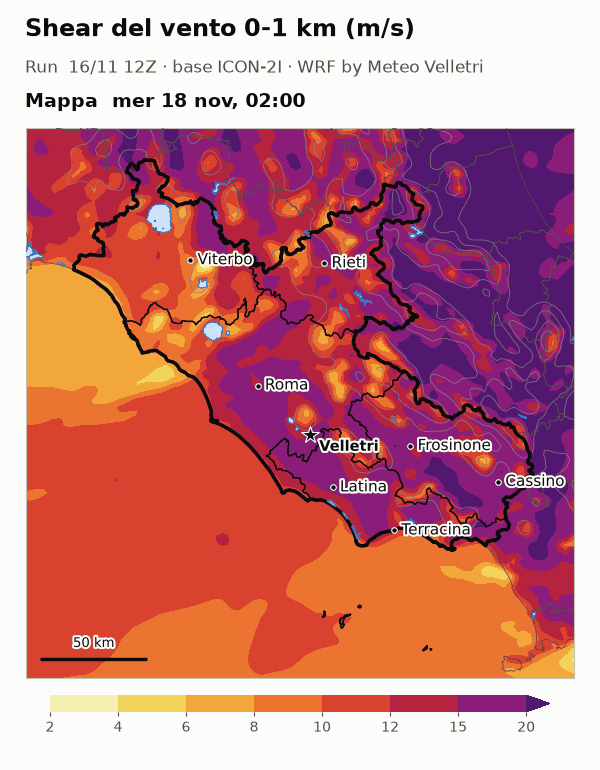 Shear del vento 0-1 km (m/s)
Run  16/11 12Z · base ICON-2I · WRF by Meteo Velletri
Mappa  mer 18 nov, 02:00
Viterbo
Rieti
Roma
Velletri
Frosinone
Cassino
Latina
Terracina
50 km
2 4 6 8 10 12 15 20